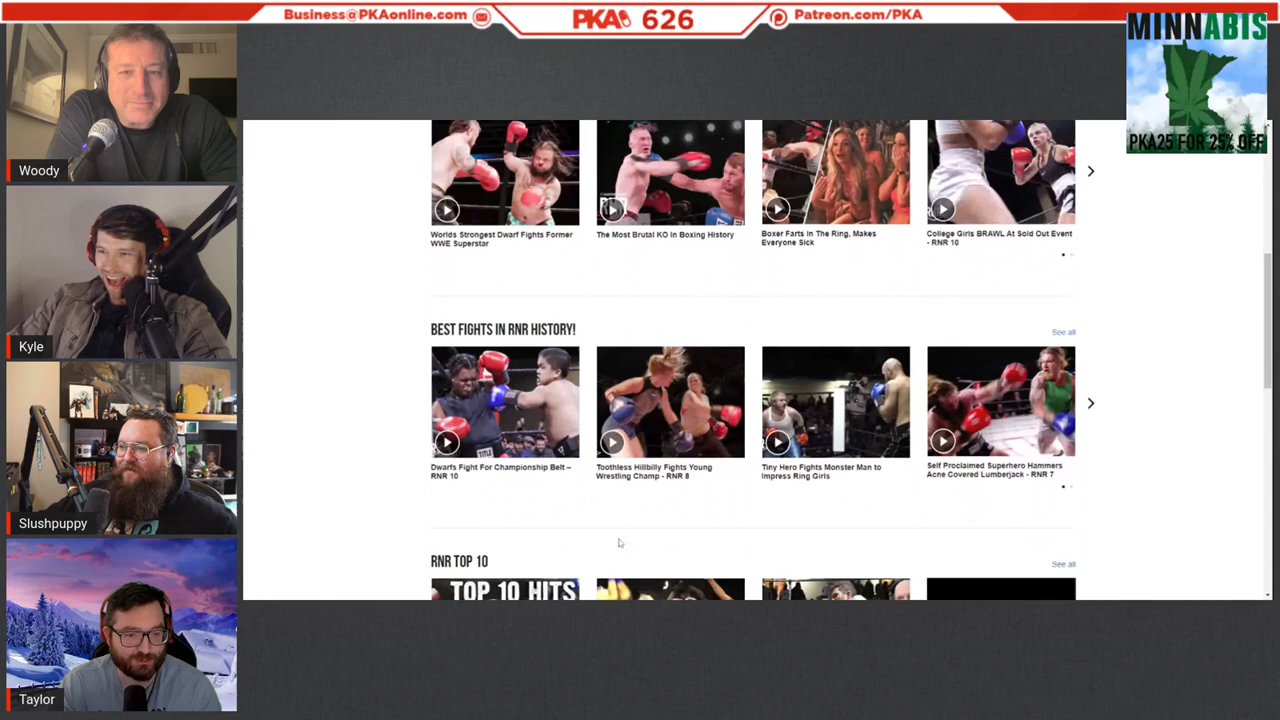 Business@PKAonline.com
PKA 626
Patreon.com/PKA
MINNABIS
PKA25 FOR 25% OFF
Woody
Kyle
Slushpuppy
Taylor
Worlds Strongest Dwarf Fights Former
WWE Superstar
The Most Brutal KO In Boxing History
Boxer Farts In The Ring, Makes
Everyone Sick
College Girls BRAWL At Sold Out Event
- RNR 10
BEST FIGHTS IN RNR HISTORY!
See all
Dwarfs Fight For Championship Belt –
RNR 10
Toothless Hillbilly Fights Young
Wrestling Champ - RNR 8
Tiny Hero Fights Monster Man to
Impress Ring Girls
Self Proclaimed Superhero Hammers
Acne Covered Lumberjack - RNR 7
TITLE
RNR TOP 10
See all
TOP 10 HITS